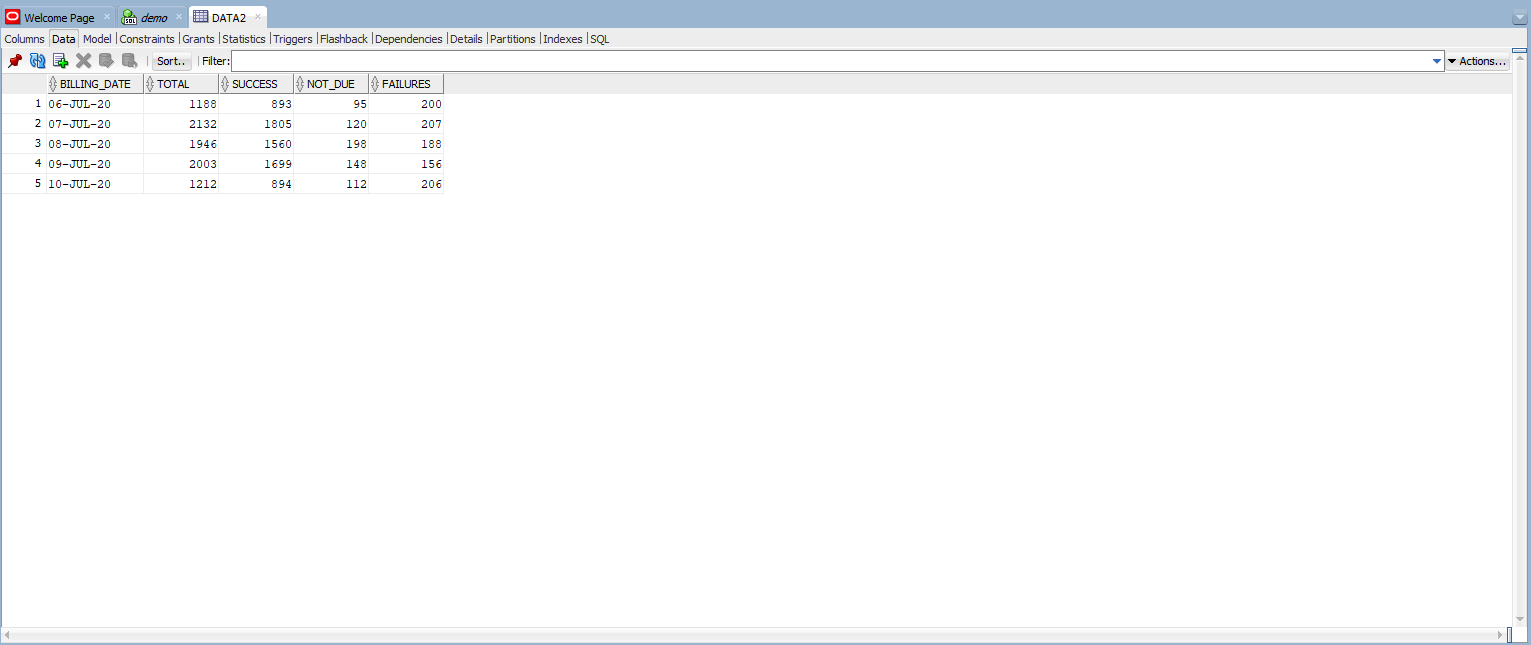 Welcome Page demo DATA2
Columns Data Model Constraints Grants Statistics Triggers Flashback Dependencies Details Partitions Indexes SQL
Sort.. Filter: Actions...
BILLING_DATE TOTAL SUCCESS NOT_DUE FAILURES
1 06-JUL-20 1188 893 95 200
2 07-JUL-20 2132 1805 120 207
3 08-JUL-20 1946 1560 198 188
4 09-JUL-20 2003 1699 148 156
5 10-JUL-20 1212 894 112 206